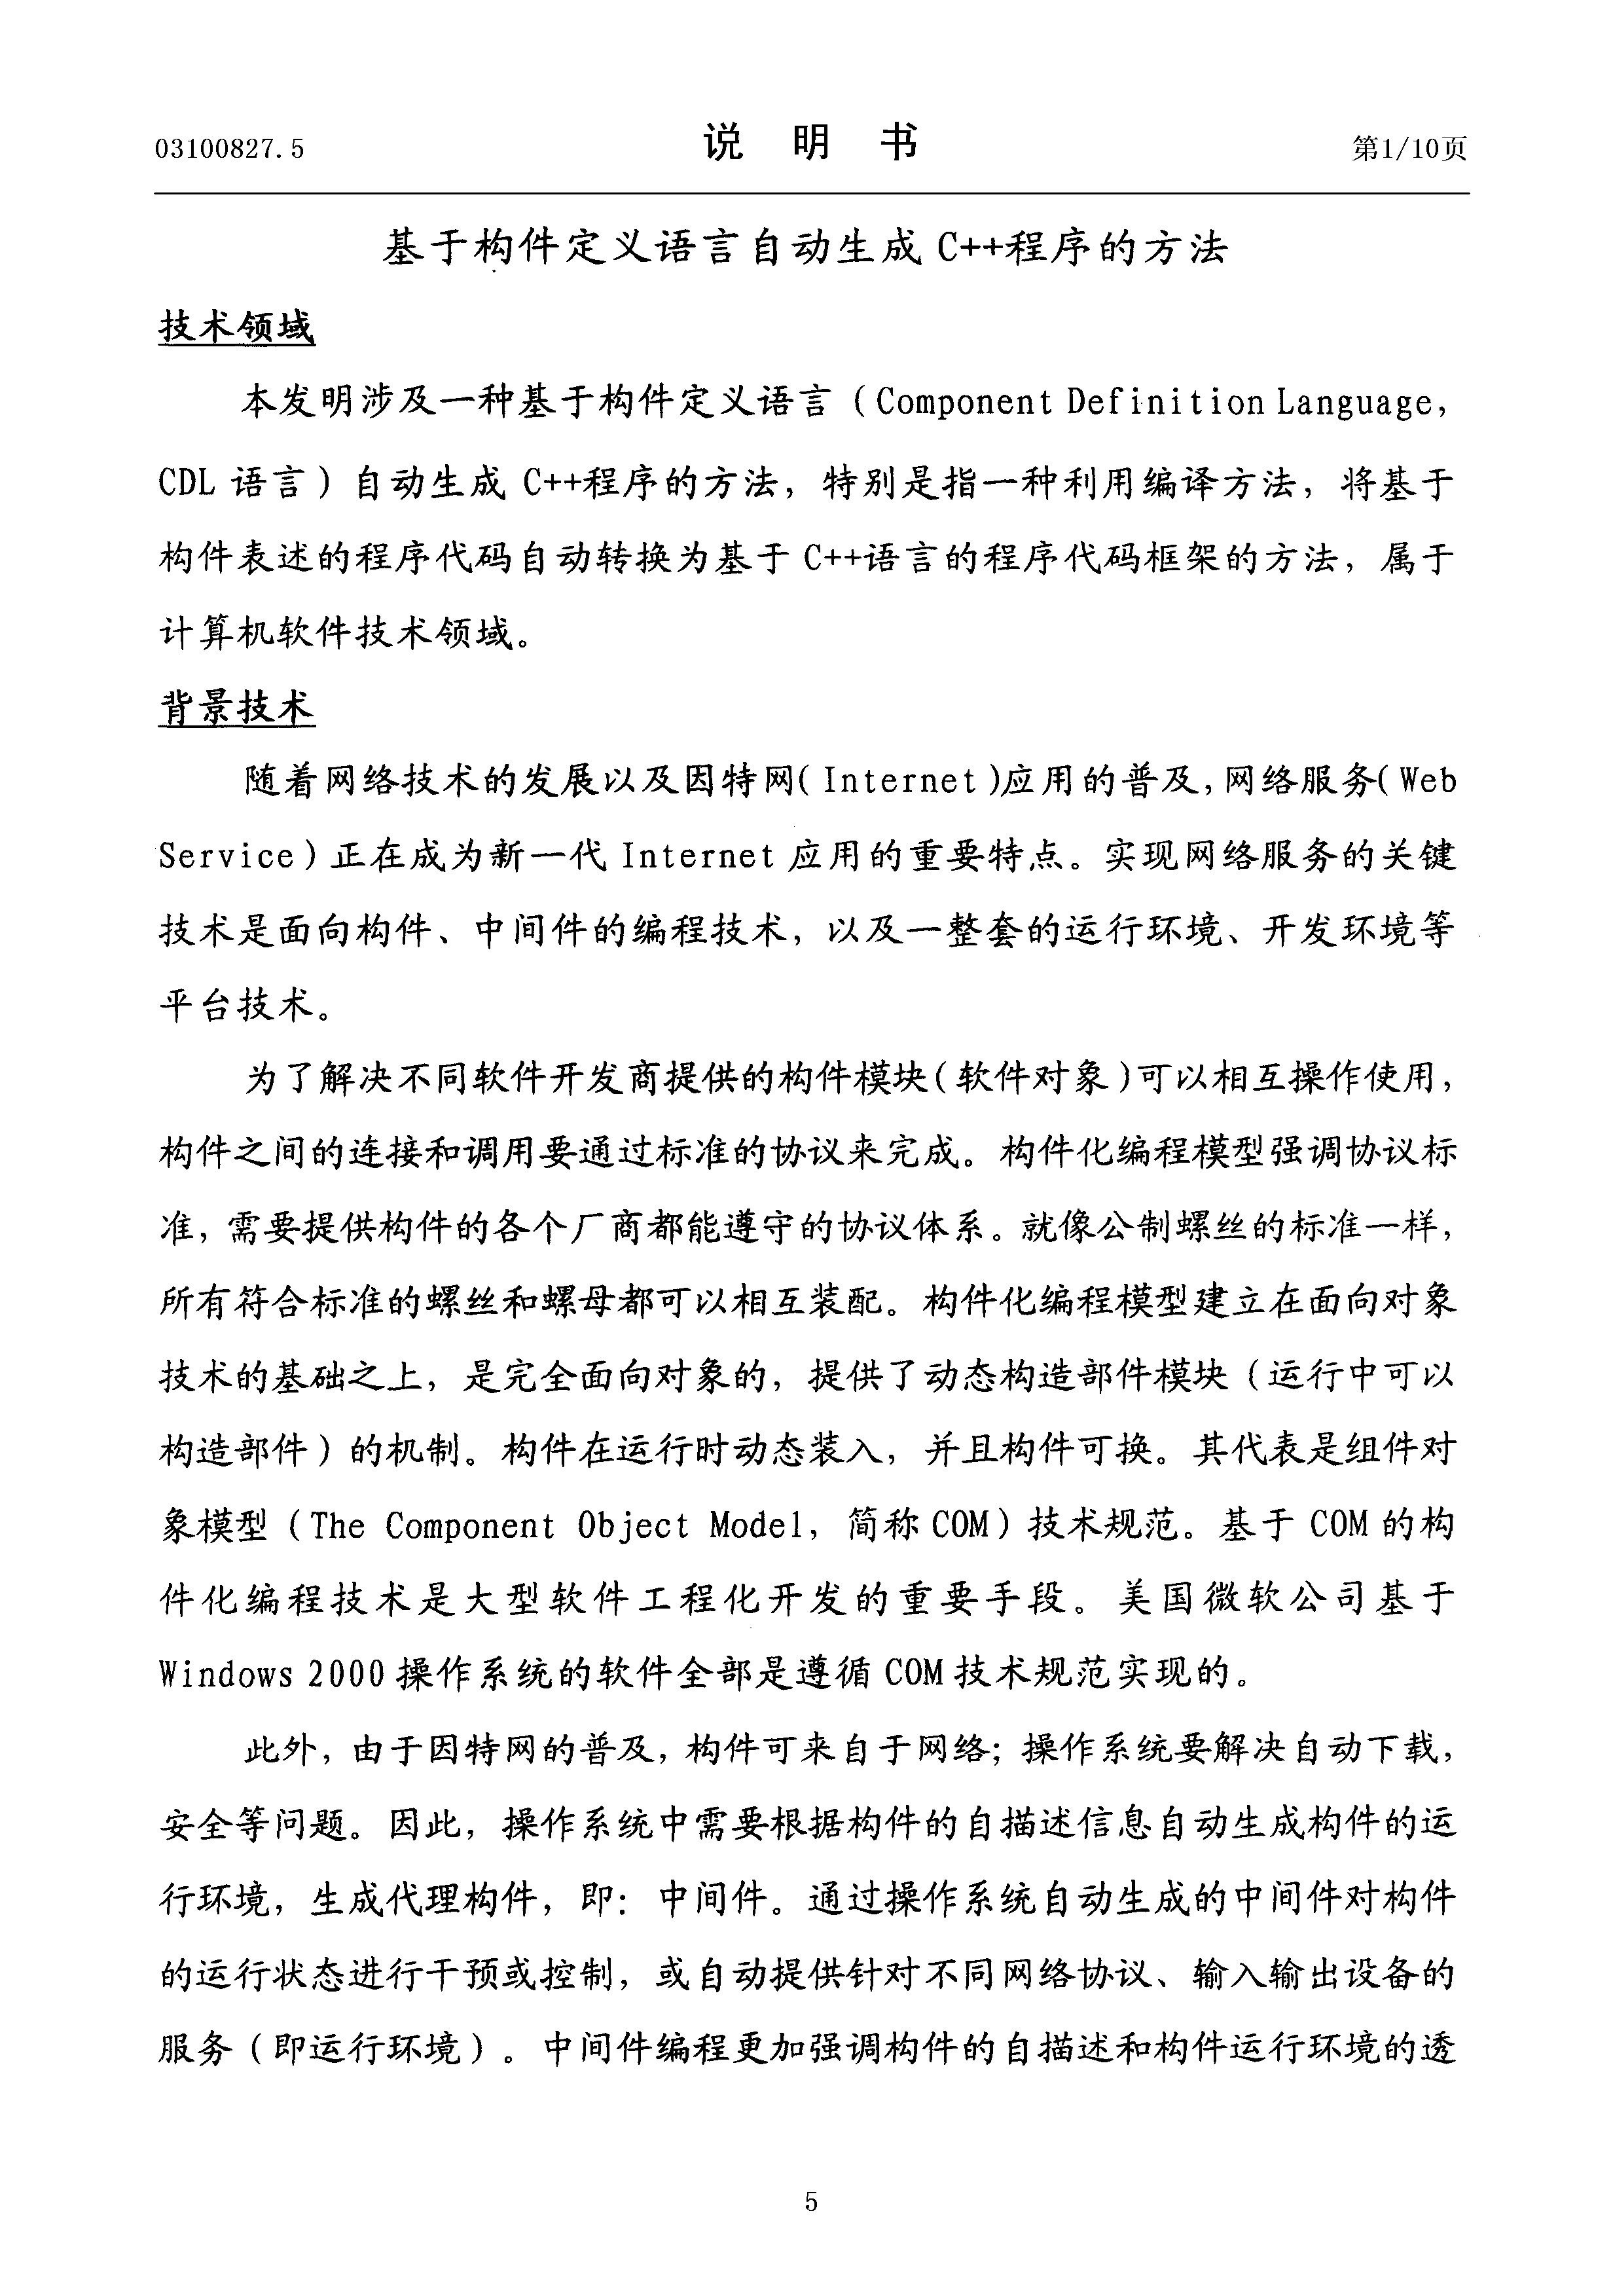 03100827.5
说 明 书
第1/10页
基于构件定义语言自动生成 C++程序的方法
技术领域
本发明涉及一种基于构件定义语言（Component Definition Language,
CDL 语言）自动生成 C++程序的方法，特别是指一种利用编译方法，将基于
构件表述的程序代码自动转换为基于 C++语言的程序代码框架的方法，属于
计算机软件技术领域。
背景技术
随着网络技术的发展以及因特网(Internet)应用的普及,网络服务(Web
Service)正在成为新一代 Internet 应用的重要特点。实现网络服务的关键
技术是面向构件、中间件的编程技术，以及一整套的运行环境、开发环境等
平台技术。
为了解决不同软件开发商提供的构件模块(软件对象)可以相互操作使用，
构件之间的连接和调用要通过标准的协议来完成。构件化编程模型强调协议标
准，需要提供构件的各个厂商都能遵守的协议体系。就像公制螺丝的标准一样，
所有符合标准的螺丝和螺母都可以相互装配。构件化编程模型建立在面向对象
技术的基础之上，是完全面向对象的，提供了动态构造部件模块（运行中可以
构造部件）的机制。构件在运行时动态装入，并且构件可换。其代表是组件对
象模型（The Component Object Model，简称 COM）技术规范。基于 COM 的构
件化编程技术是大型软件工程化开发的重要手段。美国微软公司基于
Windows 2000 操作系统的软件全部是遵循 COM 技术规范实现的。
此外，由于因特网的普及，构件可来自于网络；操作系统要解决自动下载，
安全等问题。因此，操作系统中需要根据构件的自描述信息自动生成构件的运
行环境，生成代理构件，即：中间件。通过操作系统自动生成的中间件对构件
的运行状态进行干预或控制，或自动提供针对不同网络协议、输入输出设备的
服务（即运行环境）。中间件编程更加强调构件的自描述和构件运行环境的透
5